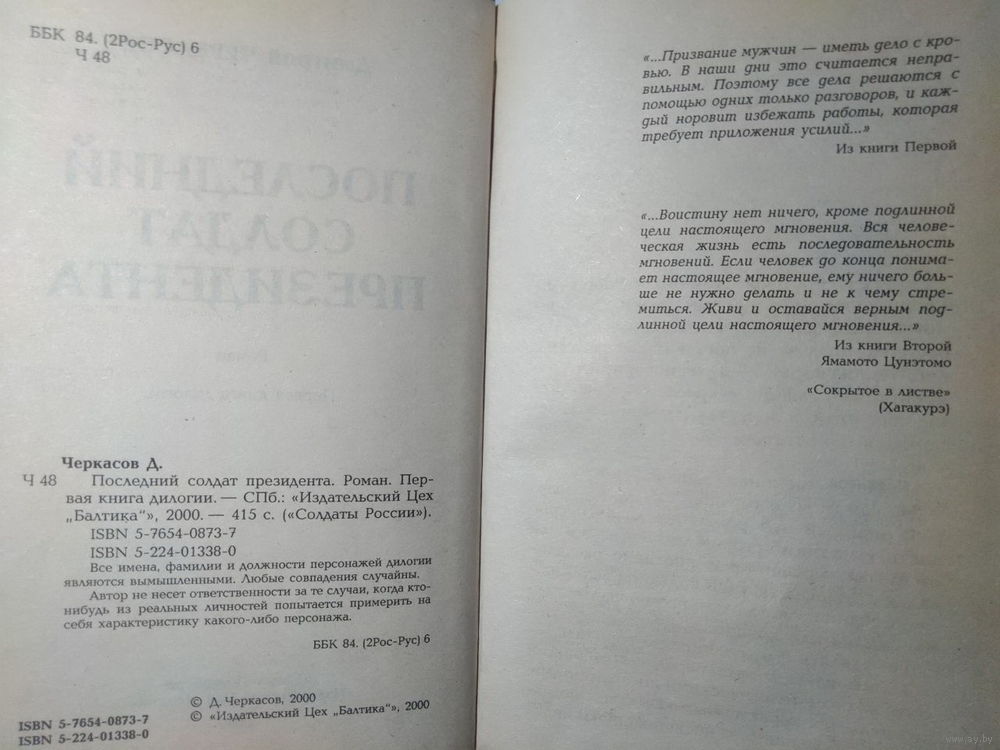 ББК 84. (2Рос-Рус) 6
Ч 48
ПОСЛЕДНИЙ
СОЛДАТ
ПРЕЗИДЕНТА
Черкасов Д.
Ч 48 Последний солдат президента. Роман. Пер-
вая книга дилогии. — СПб.: «Издательский Цех
„Балтика“», 2000. — 415 с. («Солдаты России»).
ISBN 5-7654-0873-7
ISBN 5-224-01338-0
Все имена, фамилии и должности персонажей дилогии
являются вымышленными. Любые совпадения случайны.
Автор не несет ответственности за те случаи, когда кто-
нибудь из реальных личностей попытается примерить на
себя характеристику какого-либо персонажа.
ББК 84. (2Рос-Рус) 6
© Д. Черкасов, 2000
© «Издательский Цех „Балтика“», 2000
ISBN 5-7654-0873-7
ISBN 5-224-01338-0
«...Призвание мужчин — иметь дело с кро-
вью. В наши дни это считается непра-
вильным. Поэтому все дела решаются с
помощью одних только разговоров, и каж-
дый норовит избежать работы, которая
требует приложения усилий...»
Из книги Первой
«...Воистину нет ничего, кроме подлинной
цели настоящего мгновения. Вся челове-
ческая жизнь есть последовательность
мгновений. Если человек до конца понима-
ет настоящее мгновение, ему ничего боль-
ше не нужно делать и не к чему стре-
миться. Живи и оставайся верным под-
линной цели настоящего мгновения...»
Из книги Второй
Ямамото Цунэтомо
«Сокрытое в листве»
(Хагакурэ)
www.ay.by